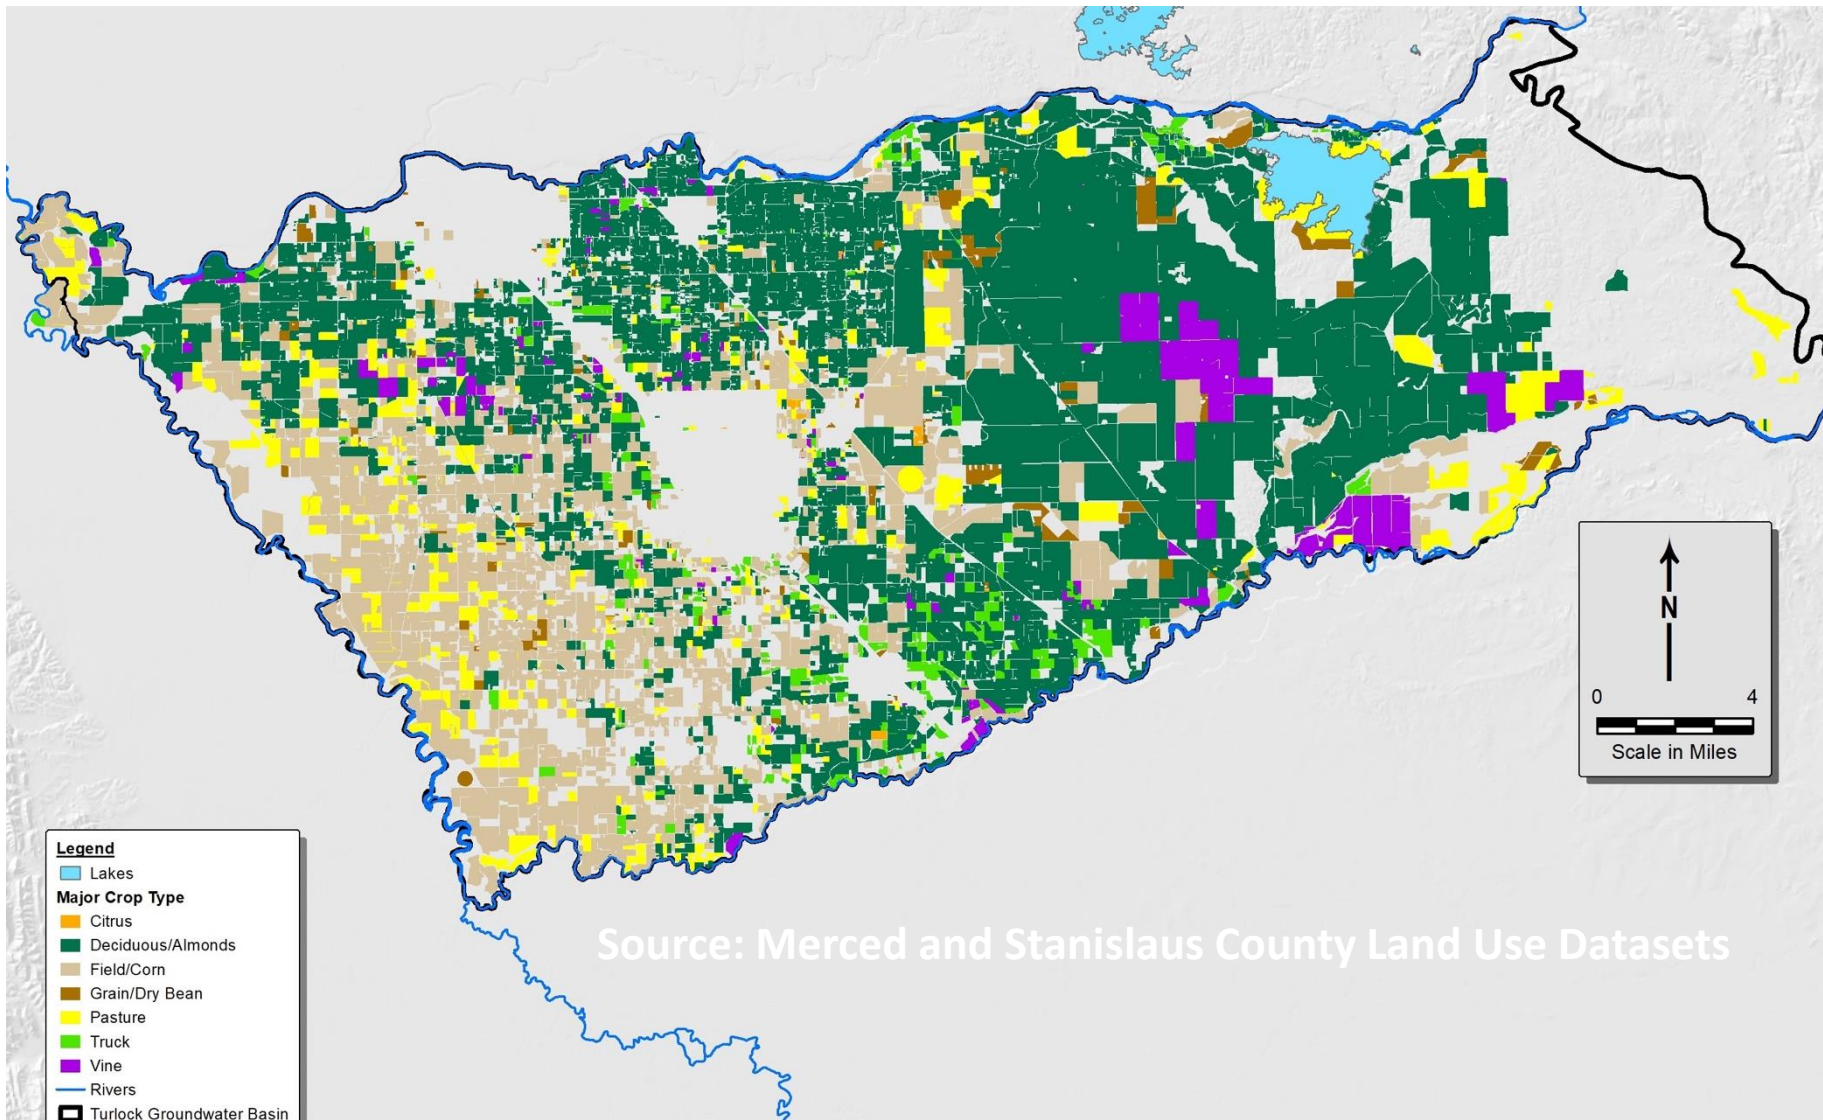 N
0 4
Scale in Miles
Legend
Lakes
Major Crop Type
Citrus
Deciduous/Almonds
Field/Corn
Grain/Dry Bean
Pasture
Truck
Vine
Rivers
Turlock Groundwater Basin
Source: Merced and Stanislaus County Land Use Datasets